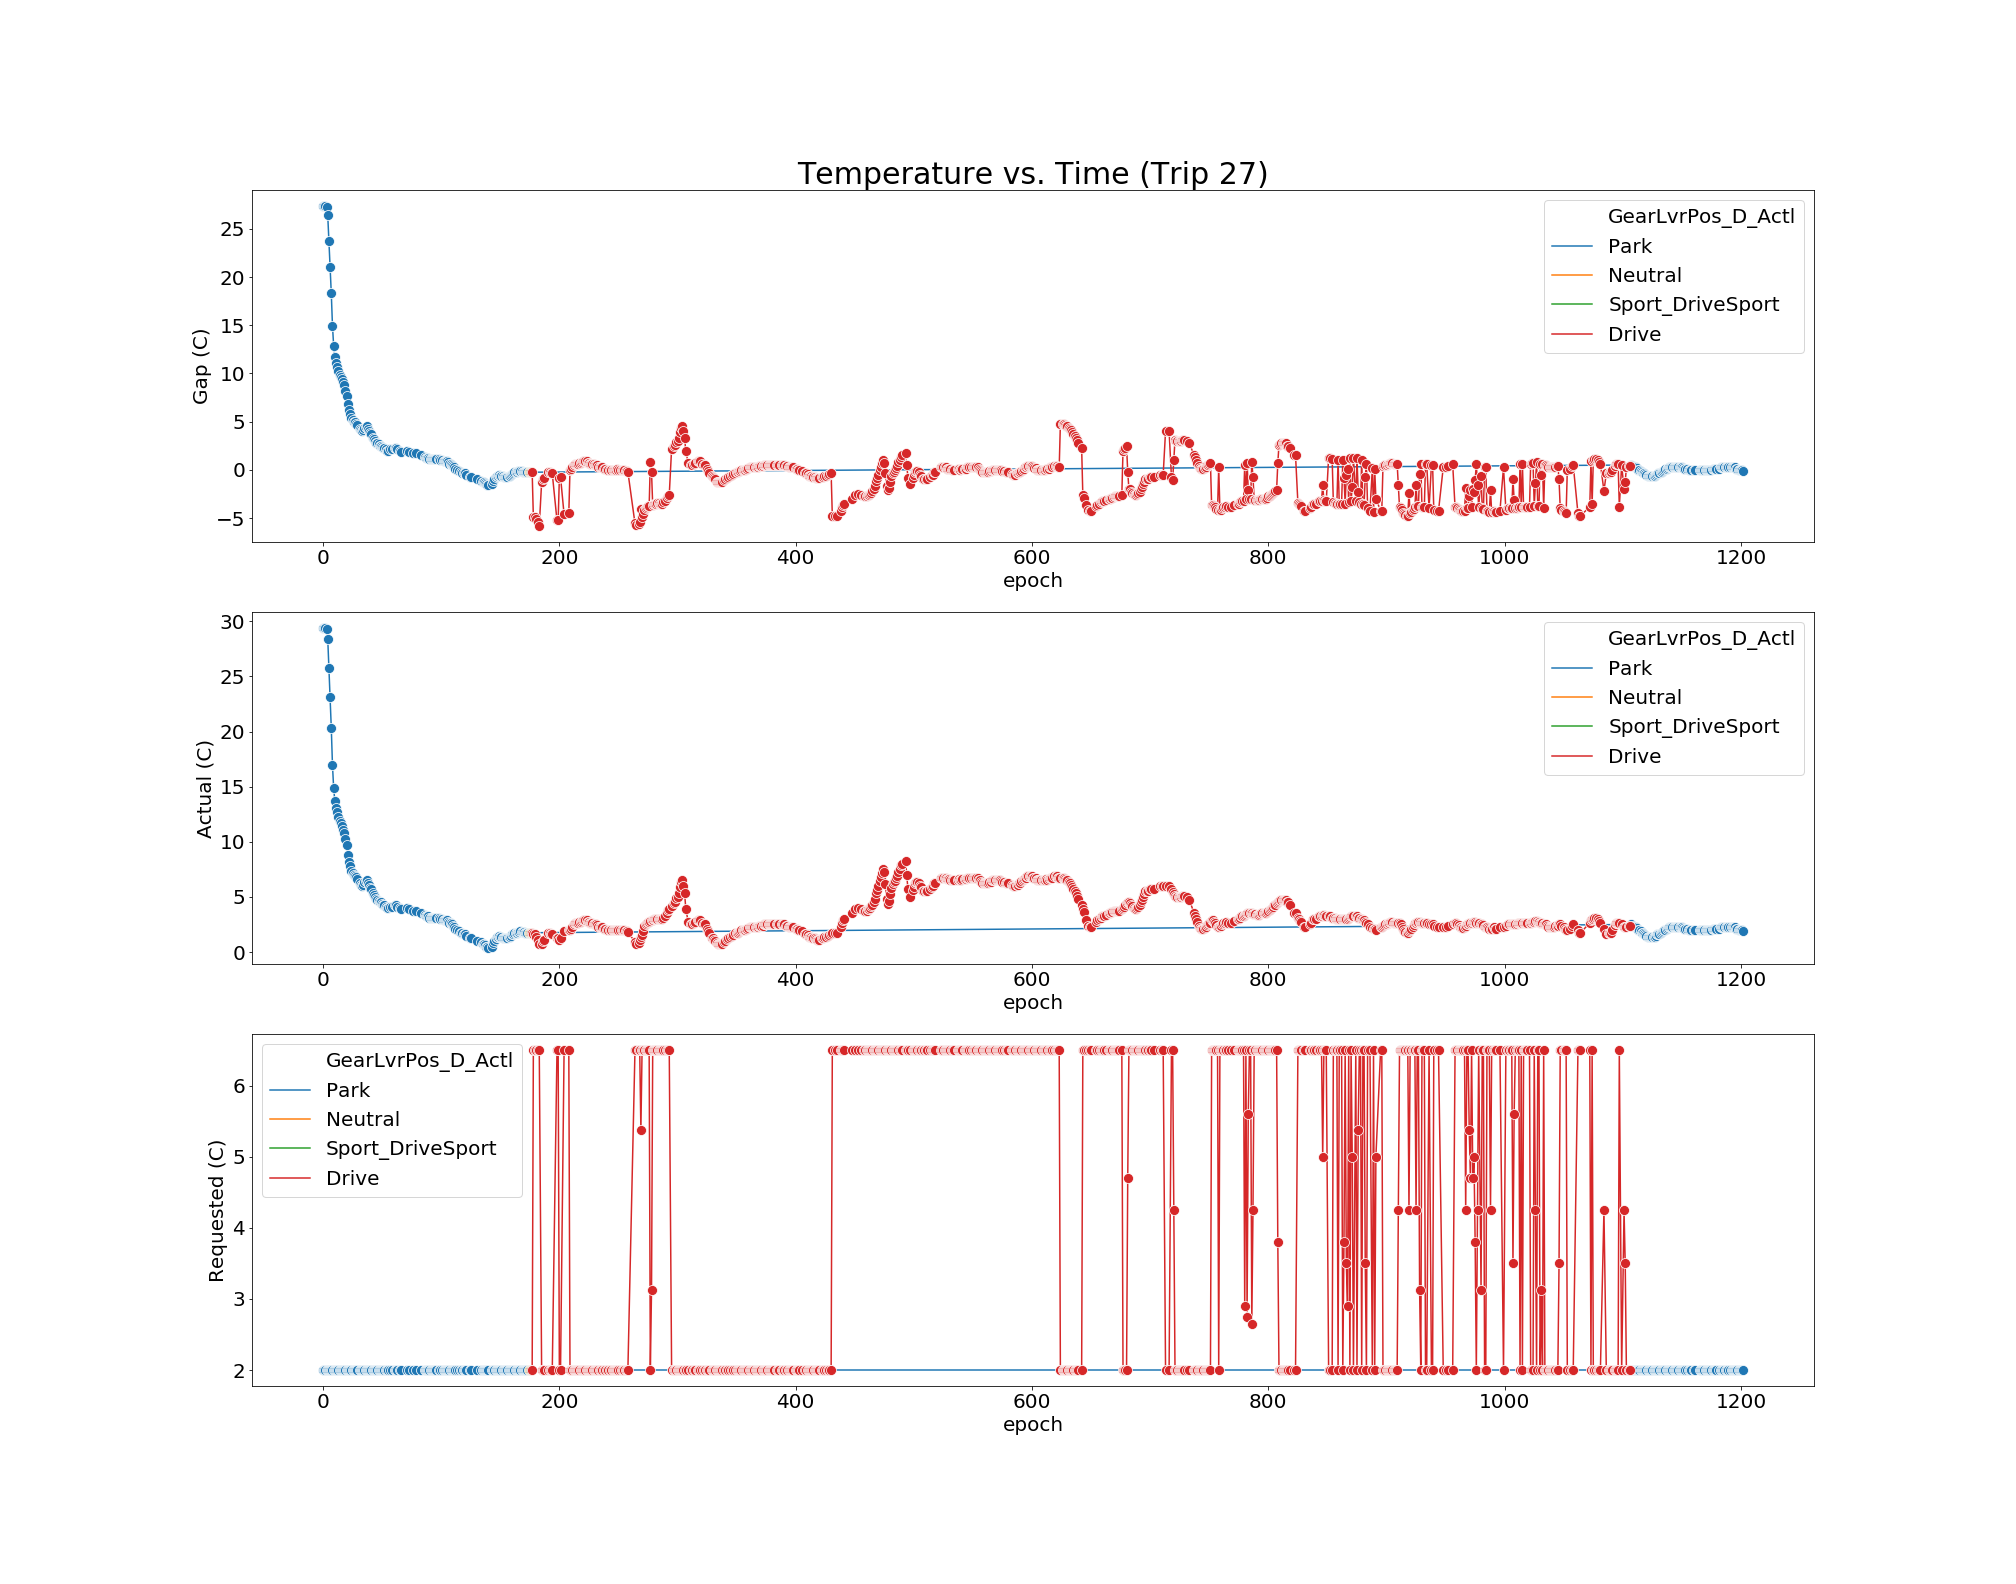 Temperature vs. Time (Trip 27)
Gap (C)
25
20
15
10
5
0
−5
GearLvrPos_D_Actl
Park
Neutral
Sport_DriveSport
Drive
0 200 400 600 800 1000 1200
epoch
Actual (C)
30
25
20
15
10
5
0
GearLvrPos_D_Actl
Park
Neutral
Sport_DriveSport
Drive
0 200 400 600 800 1000 1200
epoch
Requested (C)
6
5
4
3
2
GearLvrPos_D_Actl
Park
Neutral
Sport_DriveSport
Drive
0 200 400 600 800 1000 1200
epoch